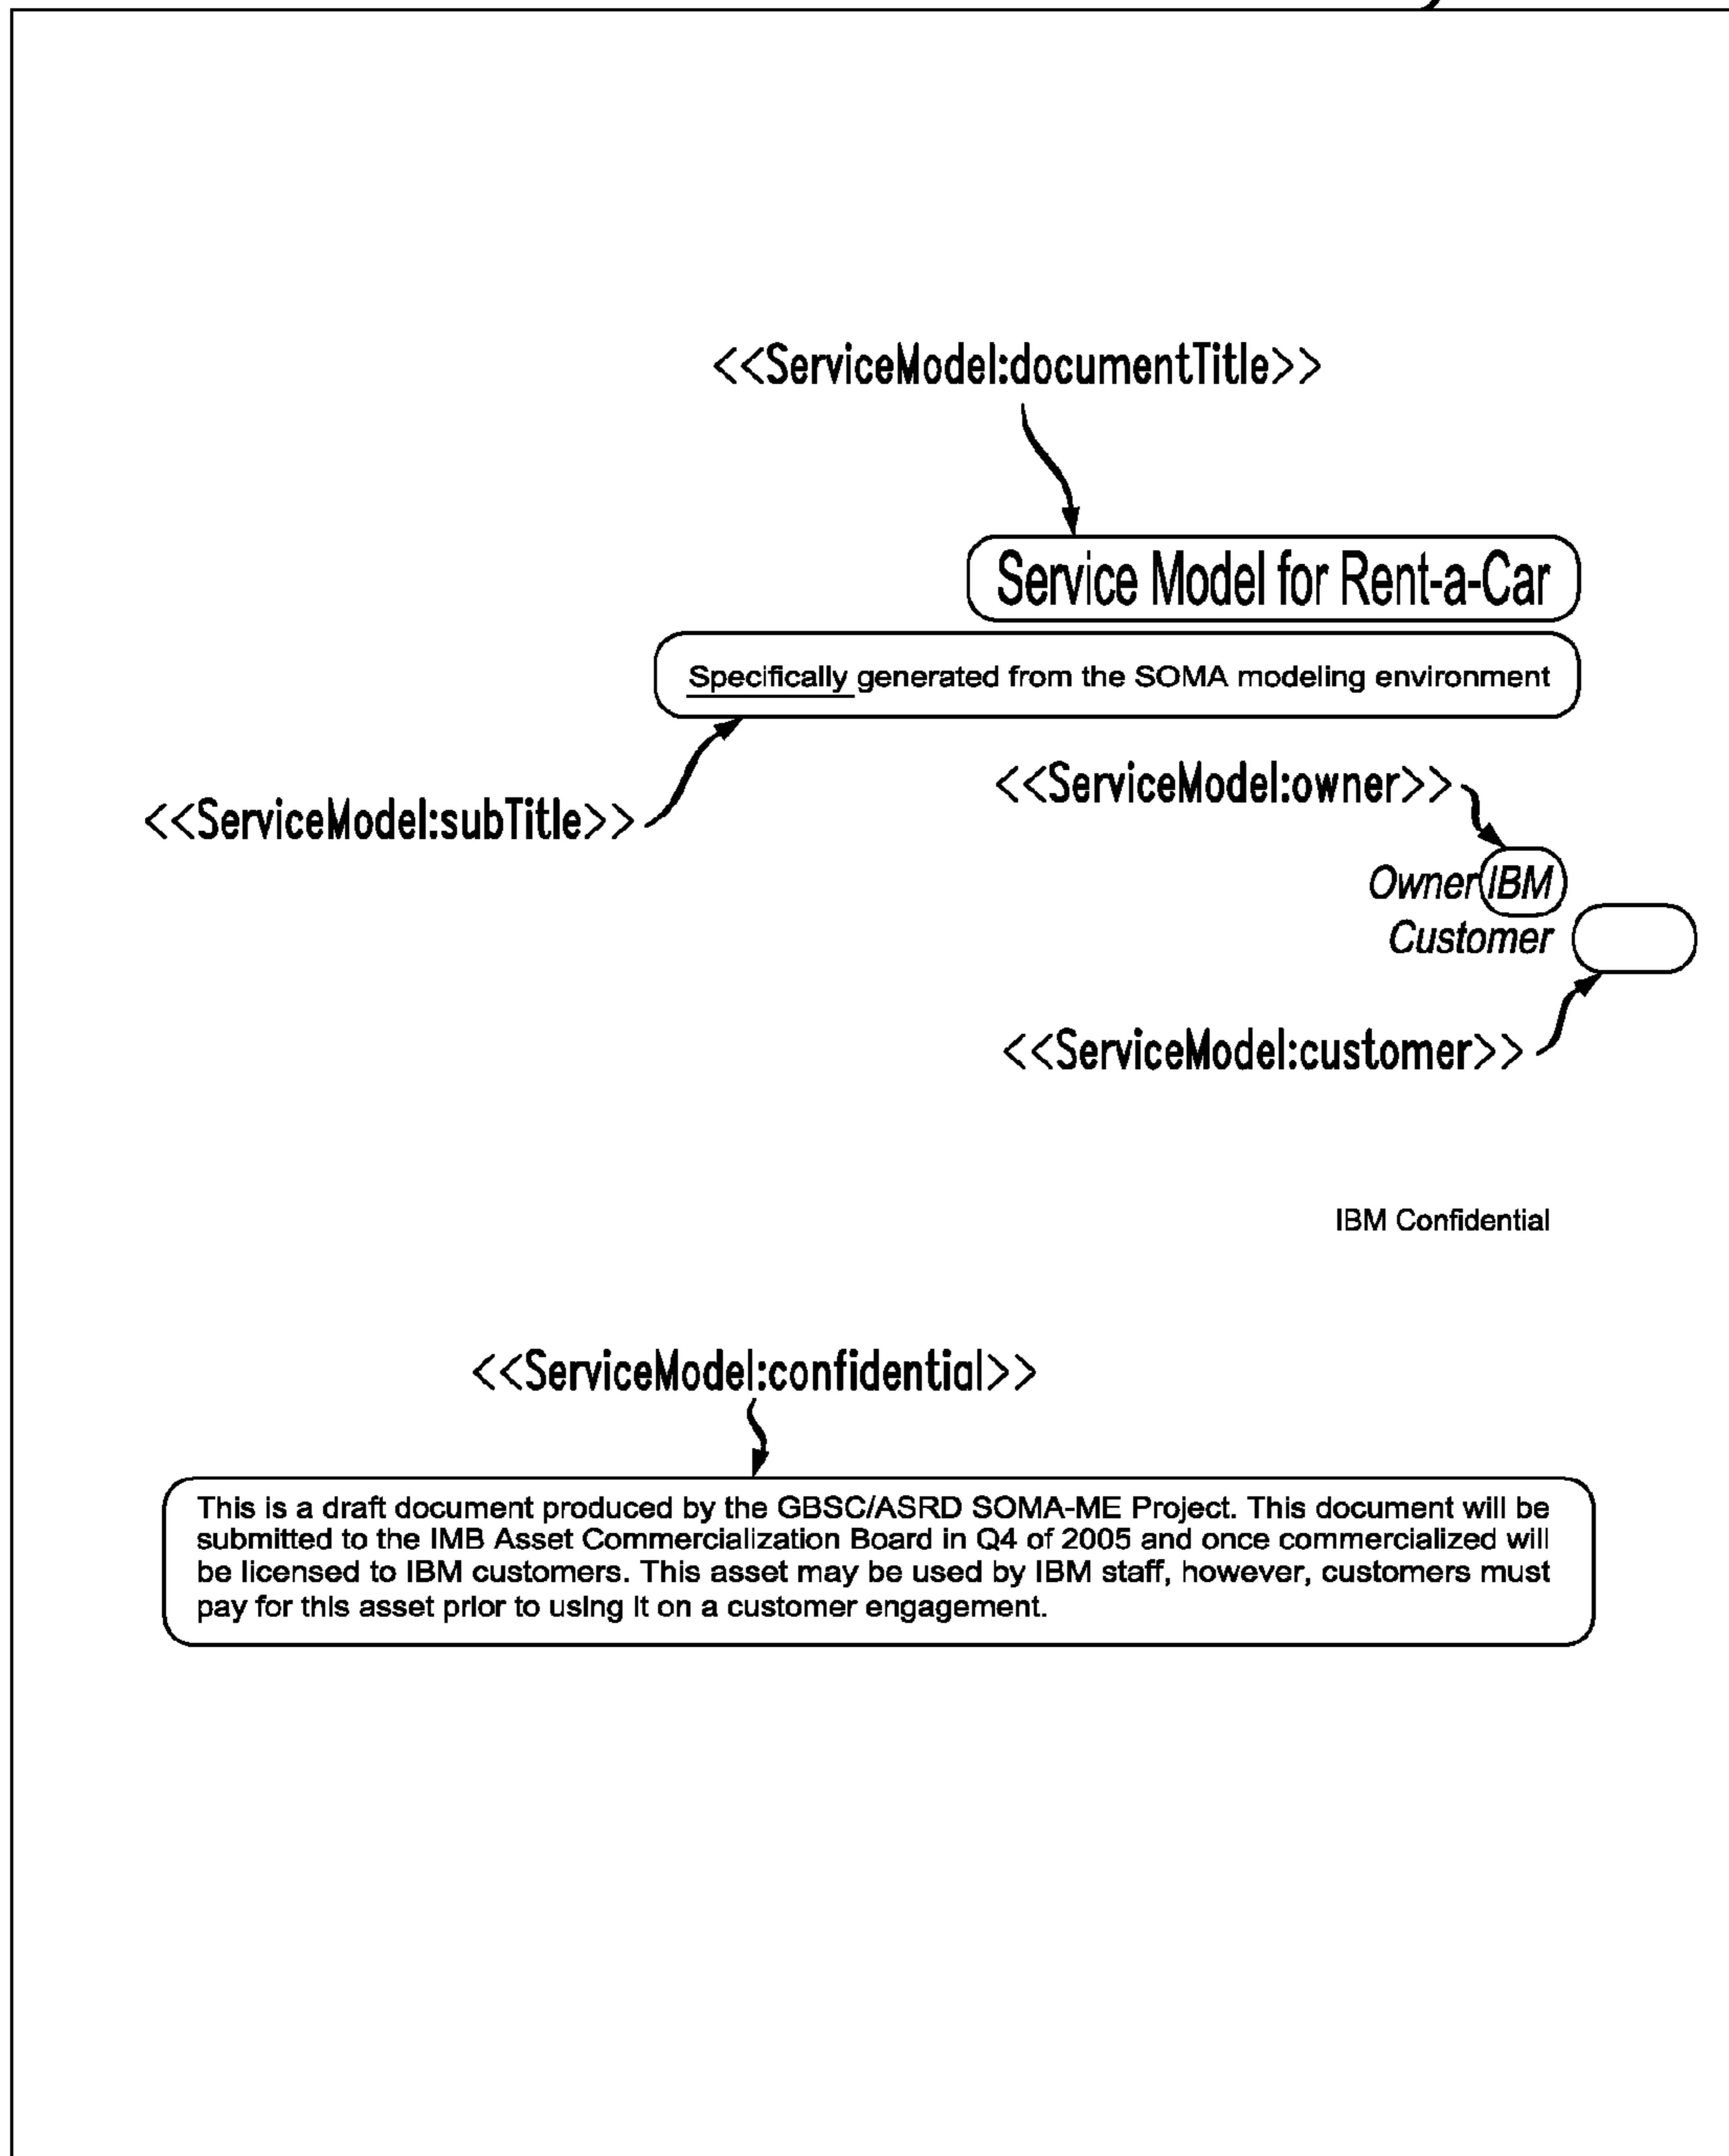 <<ServiceModel:documentTitle>>
Service Model for Rent-a-Car
Specifically generated from the SOMA modeling environment
<<ServiceModel:owner>>
<<ServiceModel:subTitle>>
Owner IBM
Customer
<<ServiceModel:customer>>
IBM Confidential
<<ServiceModel:confidential>>
This is a draft document produced by the GBSC/ASRD SOMA-ME Project. This document will be
submitted to the IMB Asset Commercialization Board in Q4 of 2005 and once commercialized will
be licensed to IBM customers. This asset may be used by IBM staff, however, customers must
pay for this asset prior to using it on a customer engagement.